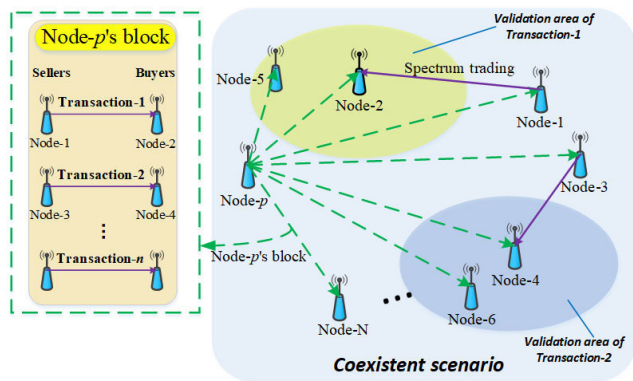 Node-p's block
Sellers
Buyers
Transaction-1
Node-1
Node-2
Transaction-2
Node-3
Node-4
⋮
Transaction-n
Validation area of
Transaction-1
Node-5
Node-2
Spectrum trading
Node-1
Node-p
Node-3
Node-p's block
Node-4
Node-N
...
Node-6
Validation area of
Transaction-2
Coexistent scenario